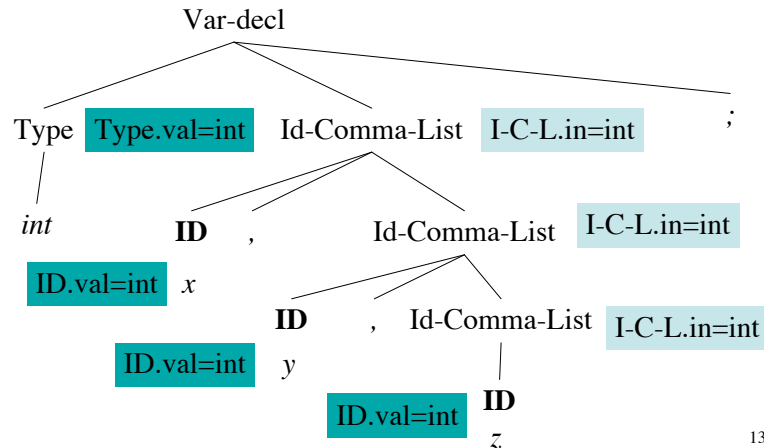 Var-decl
Type Type.val=int Id-Comma-List I-C-L.in=int ;
int ID , Id-Comma-List I-C-L.in=int
ID.val=int x
ID , Id-Comma-List I-C-L.in=int
ID.val=int y
ID.val=int ID
z
13